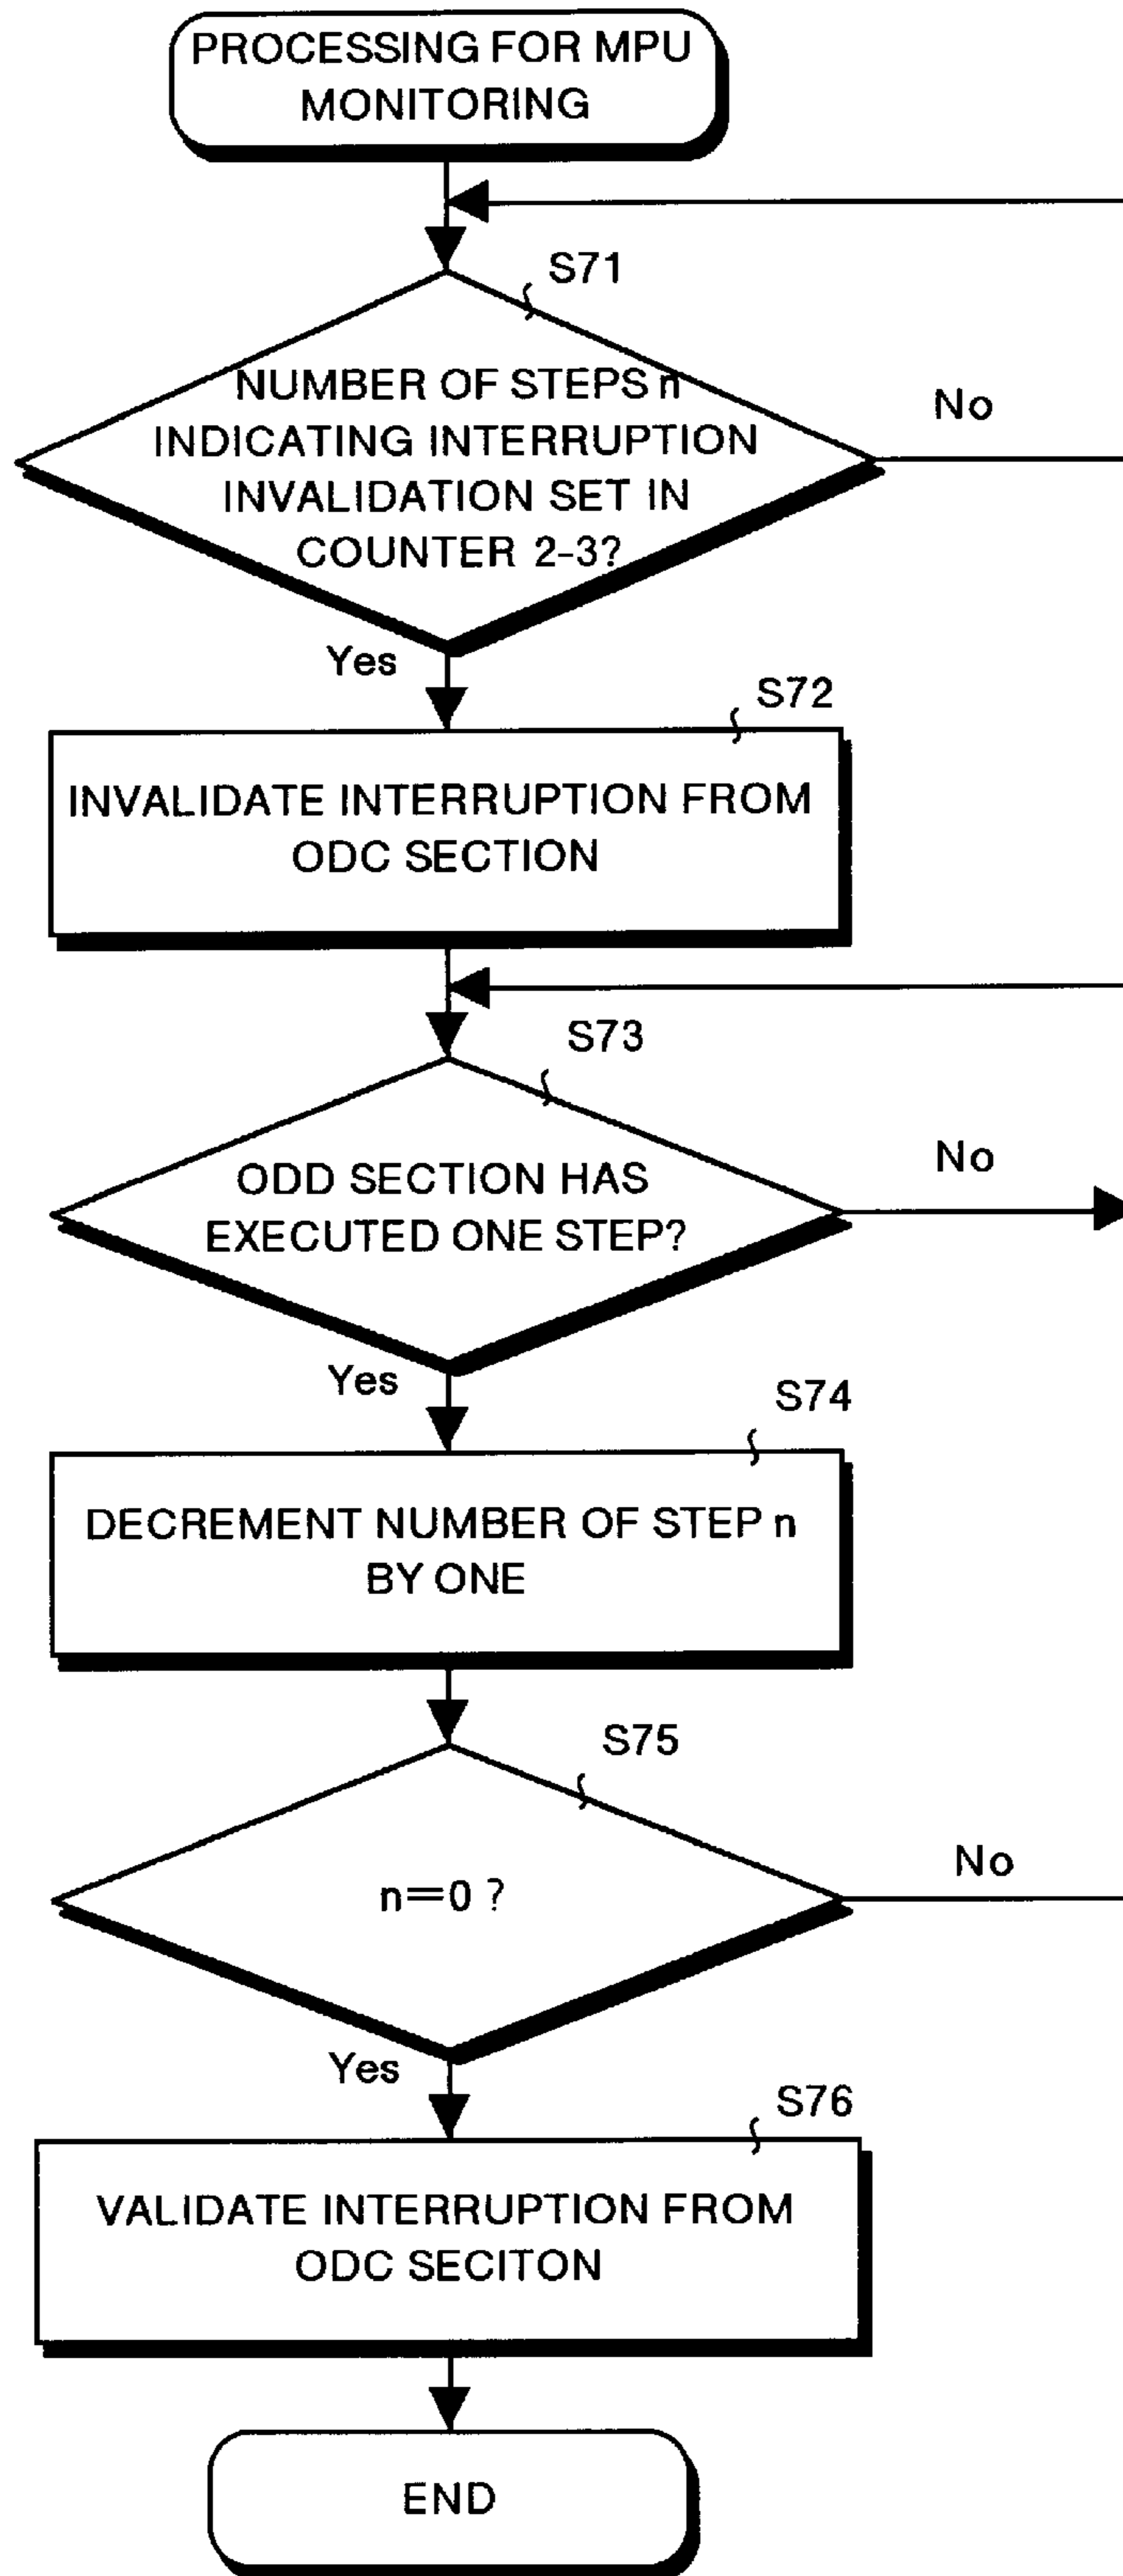 PROCESSING FOR MPU
MONITORING
S71
NUMBER OF STEPS n
INDICATING INTERRUPTION
INVALIDATION SET IN
COUNTER 2-3?
No
Yes
S72
INVALIDATE INTERRUPTION FROM
ODC SECTION
S73
ODD SECTION HAS
EXECUTED ONE STEP?
No
Yes
S74
DECREMENT NUMBER OF STEP n
BY ONE
S75
n=0 ?
No
Yes
S76
VALIDATE INTERRUPTION FROM
ODC SECITON
END